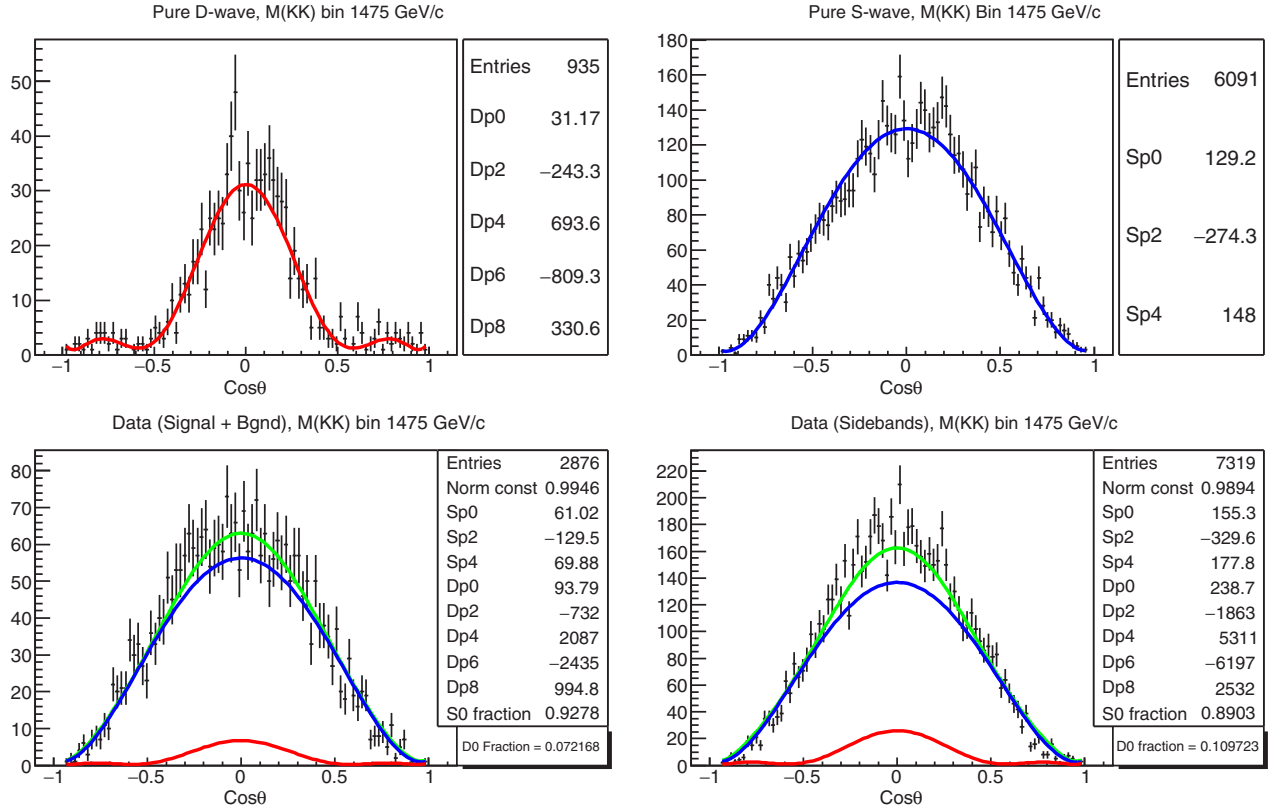 Pure D-wave, M(KK) bin 1475 GeV/c
50
40
30
20
10
0
−1
−0.5
0
0.5
1
Cosθ
Entries 935
Dp0 31.17
Dp2 −243.3
Dp4 693.6
Dp6 −809.3
Dp8 330.6
Pure S-wave, M(KK) Bin 1475 GeV/c
180
160
140
120
100
80
60
40
20
0
−1
−0.5
0
0.5
1
Cosθ
Entries 6091
Sp0 129.2
Sp2 −274.3
Sp4 148
Data (Signal + Bgnd), M(KK) bin 1475 GeV/c
80
70
60
50
40
30
20
10
0
−1
−0.5
0
0.5
1
Cosθ
Entries 2876
Norm const 0.9946
Sp0 61.02
Sp2 −129.5
Sp4 69.88
Dp0 93.79
Dp2 −732
Dp4 2087
Dp6 −2435
Dp8 994.8
S0 fraction 0.9278
D0 Fraction = 0.072168
Data (Sidebands), M(KK) bin 1475 GeV/c
220
200
180
160
140
120
100
80
60
40
20
0
−1
−0.5
0
0.5
1
Cosθ
Entries 7319
Norm const 0.9894
Sp0 155.3
Sp2 −329.6
Sp4 177.8
Dp0 238.7
Dp2 −1863
Dp4 5311
Dp6 −6197
Dp8 2532
S0 fraction 0.8903
D0 fraction = 0.109723